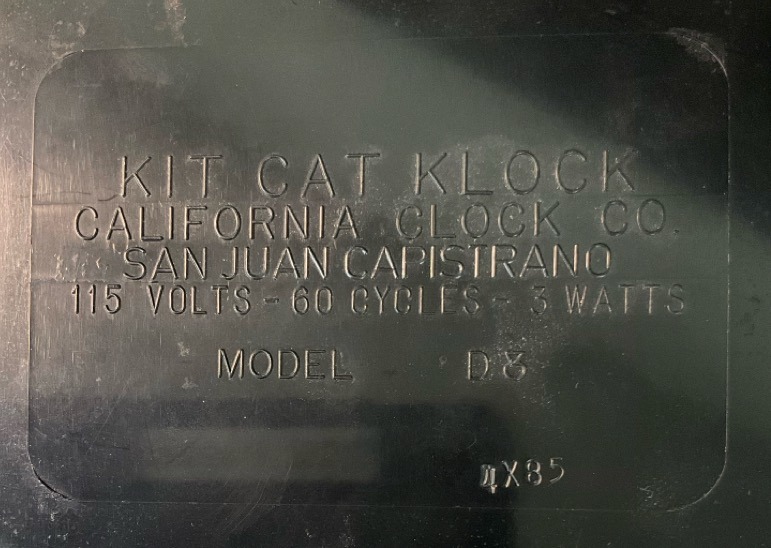 KIT CAT KLOCK
CALIFORNIA CLOCK CO.
SAN JUAN CAPISTRANO
115 VOLTS - 60 CYCLES - 3 WATTS
MODEL D8
4X85